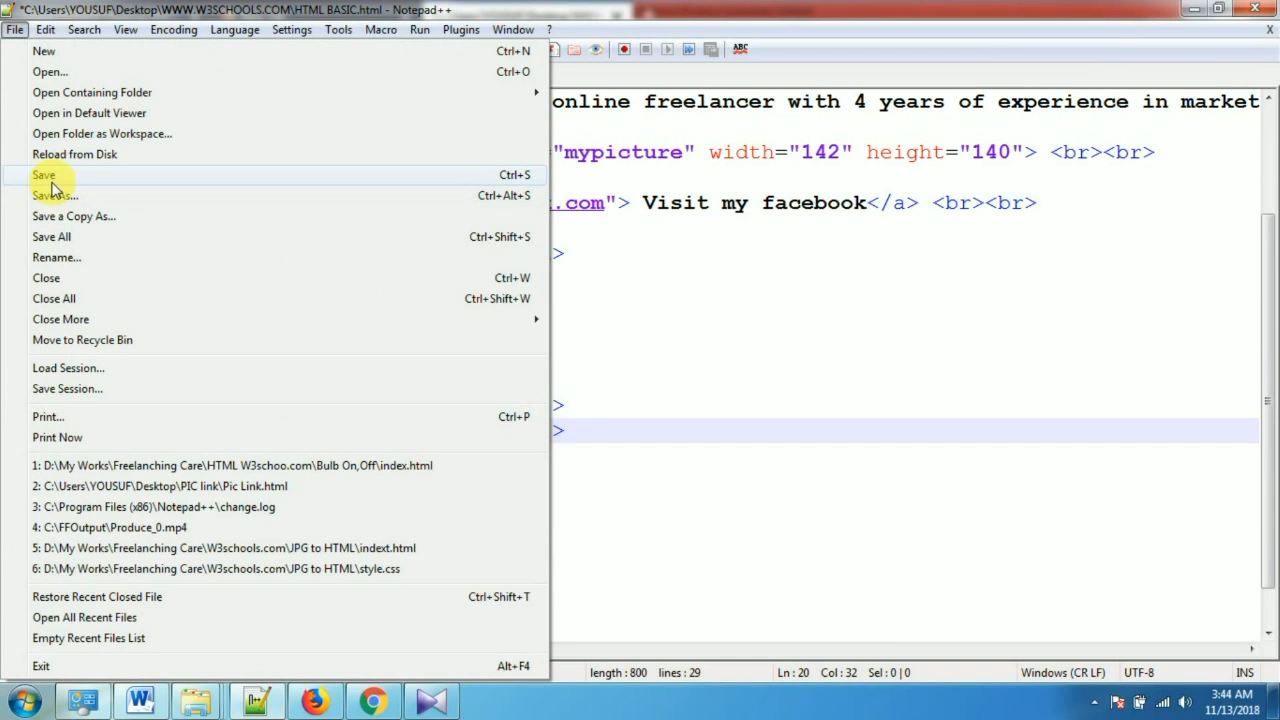 *C:\Users\YOUSUF\Desktop\WWW.W3SCHOOLS.COM\HTML BASIC.html - Notepad++
File Edit Search View Encoding Language Settings Tools Macro Run Plugins Window ? X
ABC
New Ctrl+N
Open... Ctrl+O
Open Containing Folder
Open in Default Viewer
Open Folder as Workspace...
Reload from Disk
Save Ctrl+S
Save As... Ctrl+Alt+S
Save a Copy As...
Save All Ctrl+Shift+S
Rename...
Close Ctrl+W
Close All Ctrl+Shift+W
Close More
Move to Recycle Bin
Load Session...
Save Session...
Print... Ctrl+P
Print Now
1: D:\My Works\Freelanching Care\HTML W3schoo.com\Bulb On,Off\index.html
2: C:\Users\YOUSUF\Desktop\PIC link\Pic Link.html
3: C:\Program Files (x86)\Notepad++\change.log
4: C:\FFOutput\Produce_0.mp4
5: D:\My Works\Freelanching Care\W3schools.com\JPG to HTML\indext.html
6: D:\My Works\Freelanching Care\W3schools.com\JPG to HTML\style.css
Restore Recent Closed File Ctrl+Shift+T
Open All Recent Files
Empty Recent Files List
Exit Alt+F4
online freelancer with 4 years of experience in market
="mypicture" width="142" height="140"> <br><br>
.com"> Visit my facebook</a> <br><br>
>
>
>
length : 800 lines : 29 Ln : 20 Col : 32 Sel : 0 | 0 Windows (CR LF) UTF-8 INS
3:44 AM
11/13/2018